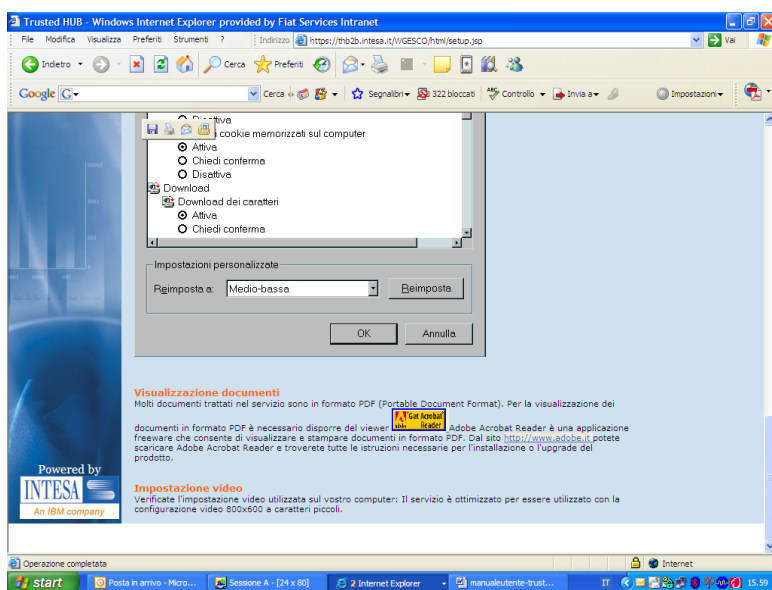 Trusted HUB - Windows Internet Explorer provided by Fiat Services Intranet
File Modifica Visualizza Preferiti Strumenti ? Indirizzo https://thb2b.intesa.it/WGESCO/html/setup.jsp Vai
Indietro Cerca Preferiti
Google G Cerca Segnalibri 322 bloccati Controllo Invia a Impostazioni
cookie memorizzati sul computer
Attiva
Chiedi conferma
Disattiva
Download
Download dei caratteri
Attiva
Chiedi conferma
Impostazioni personalizzate
Reimposta a: Medio-bassa Reimposta
OK Annulla
Visualizzazione documenti
Molti documenti trattati nel servizio sono in formato PDF (Portable Document Format). Per la visualizzazione dei
documenti in formato PDF è necessario disporre del viewer Get Acrobat Reader Adobe Acrobat Reader è una applicazione
freeware che consente di visualizzare e stampare documenti in formato PDF. Dal sito http://www.adobe.it potete
scaricare Adobe Acrobat Reader e troverete tutte le istruzioni necessarie per l'installazione o l'upgrade del
prodotto.
Impostazione video
Verificate l'impostazione video utilizzata sul vostro computer: Il servizio è ottimizzato per essere utilizzato con la
configurazione video 800x600 a caratteri piccoli.
Powered by
INTESA
An IBM company
Operazione completata Internet
start Posta in arrivo - Micro... Sessione A - [24 x 80] 2 Internet Explorer manualeutente-trust... IT 15.59